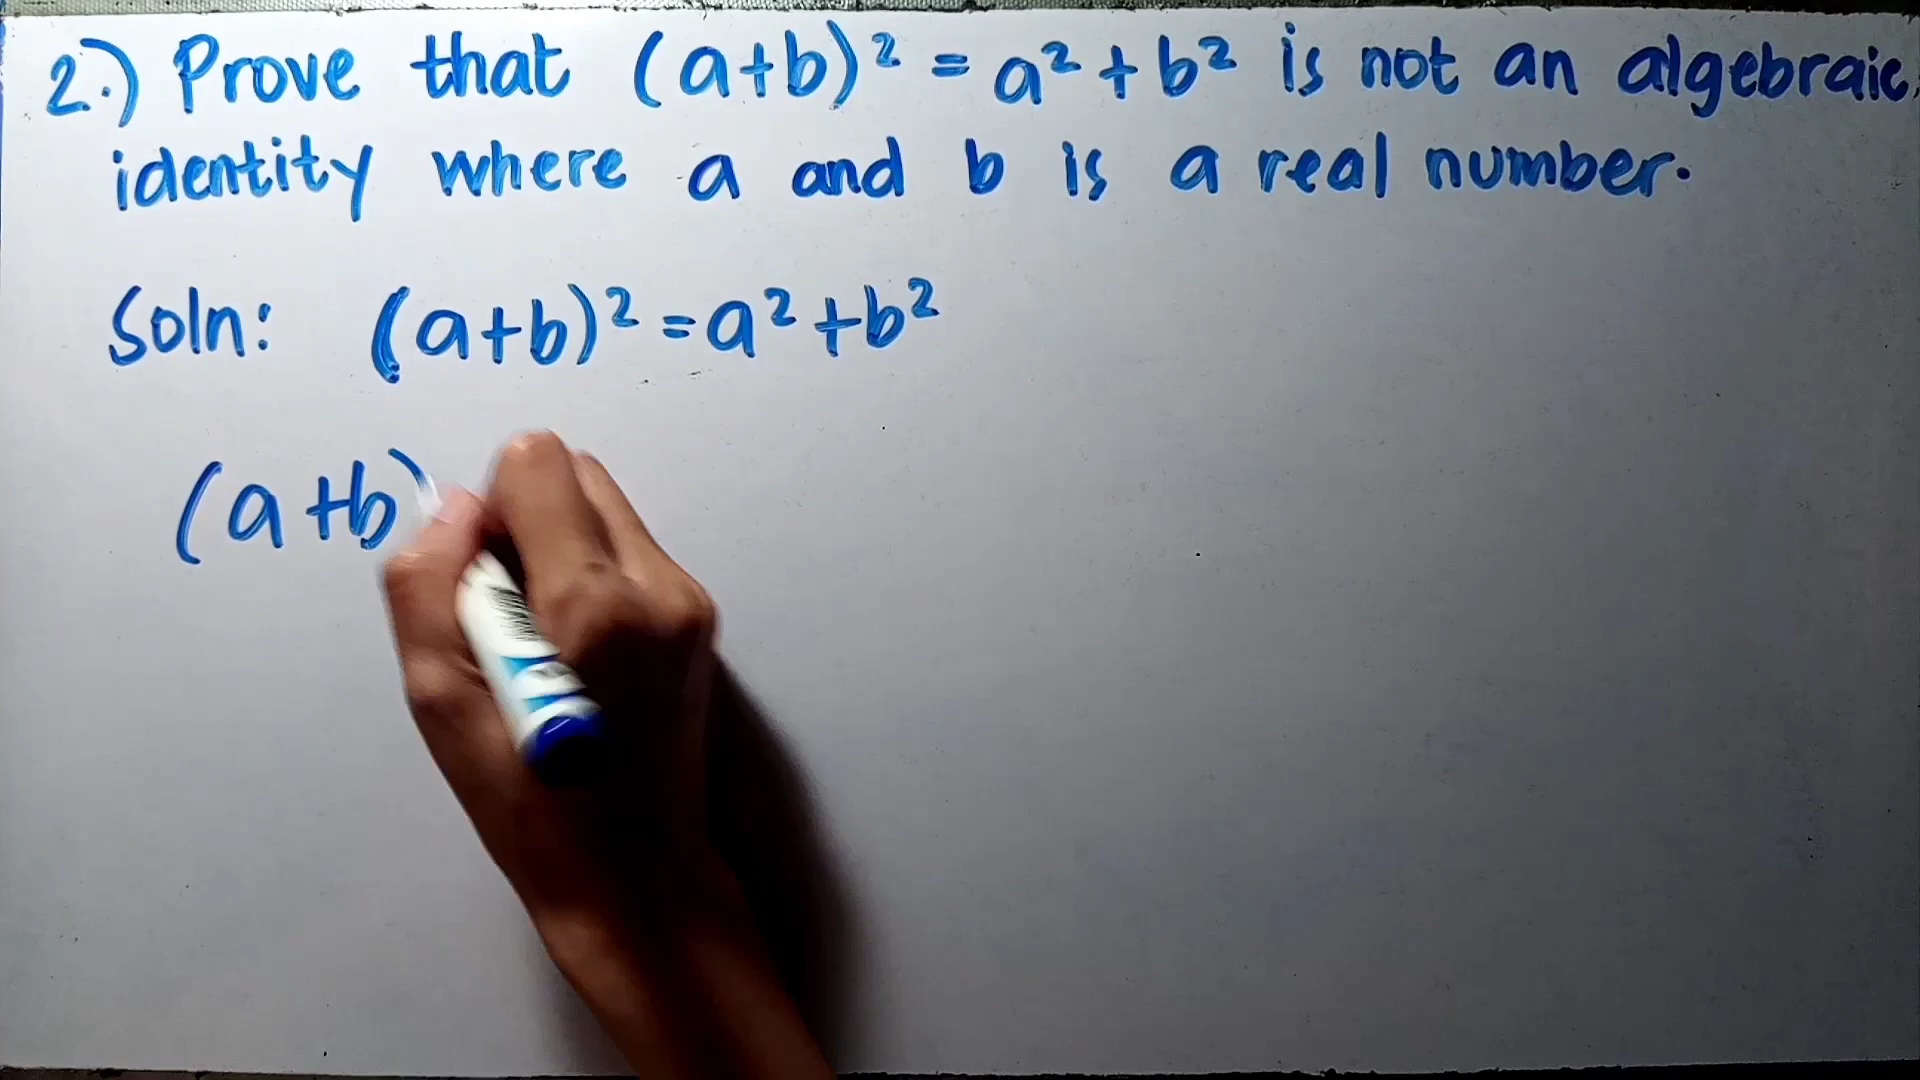 2.) Prove that (a+b)² = a² + b² is not an algebraic
identity where a and b is a real number.
Soln: (a+b)² = a² + b²
(a+b)